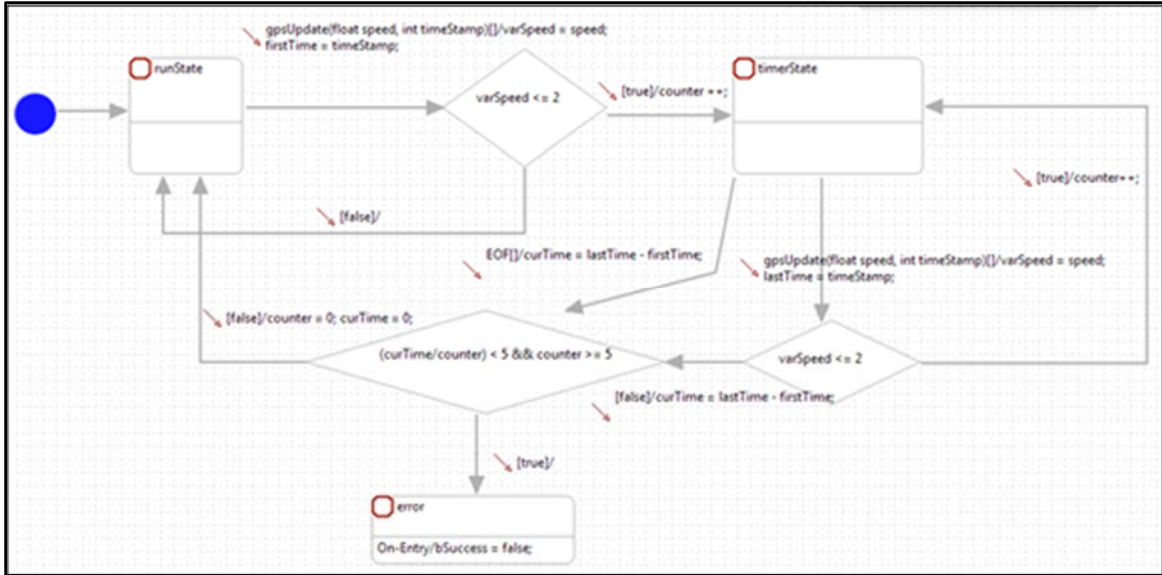 gpsUpdate(float speed, int timeStamp)[]/varSpeed = speed;
firstTime = timeStamp;
runState
varSpeed <= 2
[true]/counter ++;
timerState
[true]/counter++;
[false]/
EOF[]/curTime = lastTime - firstTime;
gpsUpdate(float speed, int timeStamp)[]/varSpeed = speed;
lastTime = timeStamp;
[false]/counter = 0; curTime = 0;
(curTime/counter) < 5 && counter >= 5
varSpeed <= 2
[false]/curTime = lastTime - firstTime;
[true]/
error
On-Entry/bSuccess = false;